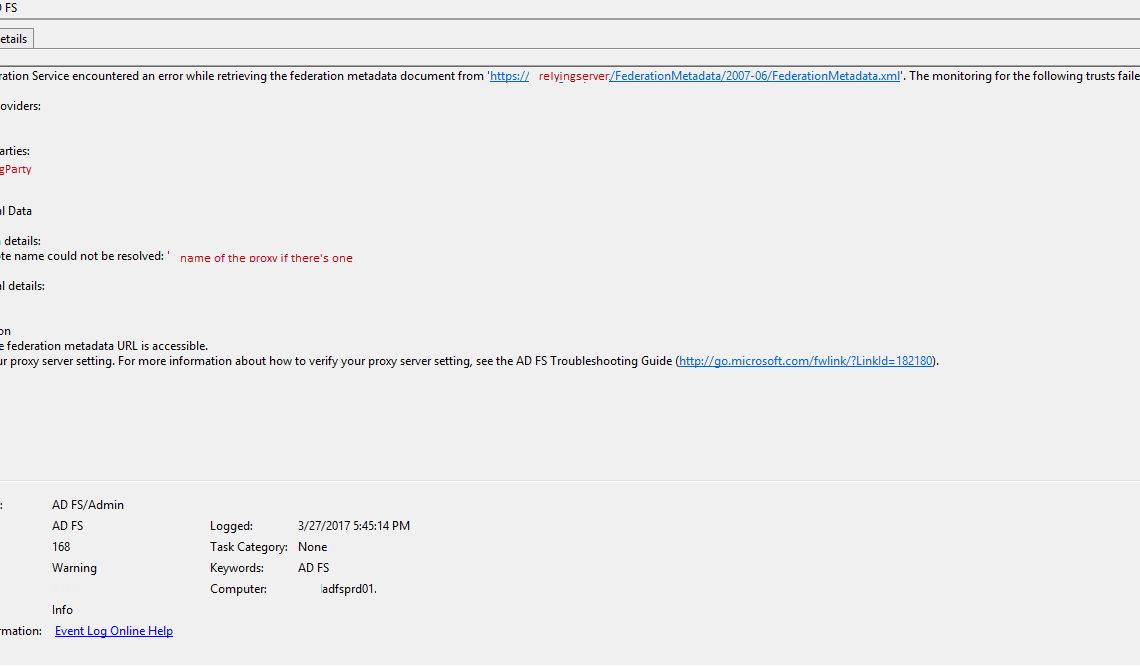 D FS
etails
ration Service encountered an error while retrieving the federation metadata document from 'https:// relyingserver/FederationMetadata/2007-06/FederationMetadata.xml'. The monitoring for the following trusts faile
oviders:
arties:
gParty
al Data
details:
te name could not be resolved: ' name of the proxy if there's one
al details:
on
e federation metadata URL is accessible.
ur proxy server setting. For more information about how to verify your proxy server setting, see the AD FS Troubleshooting Guide (http://go.microsoft.com/fwlink/?LinkId=182180).
: AD FS/Admin
AD FS Logged: 3/27/2017 5:45:14 PM
168 Task Category: None
Warning Keywords: AD FS
Computer: adfsprd01.
Info
rmation: Event Log Online Help